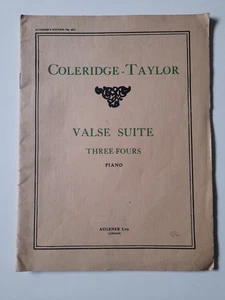 COLERIDGE-TAYLOR
VALSE SUITE
THREE-FOURS
PIANO
AUGENER LTD
LONDON